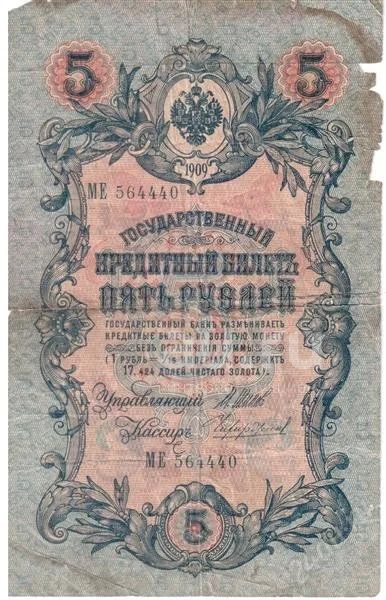 5 5
1909
МЕ 564440
ГОСУДАРСТВЕННЫЙ
КРЕДИТНЫЙ БИЛЕТЪ
ПЯТЬ РУБЛЕЙ
ГОСУДАРСТВЕННЫЙ БАНКЪ РАЗМѢНИВАЕТЪ
КРЕДИТНЫЕ БИЛЕТЫ НА ЗОЛОТУЮ МОНЕТУ
БЕЗЪ ОГРАНИЧЕНІЯ СУММЫ
(1 РУБЛЬ = 1/15 ИМПЕРІАЛА, СОДЕРЖИТЪ
17,424 ДОЛЕЙ ЧИСТАГО ЗОЛОТА).
Управляющій
Кассиръ
МЕ 564440
5